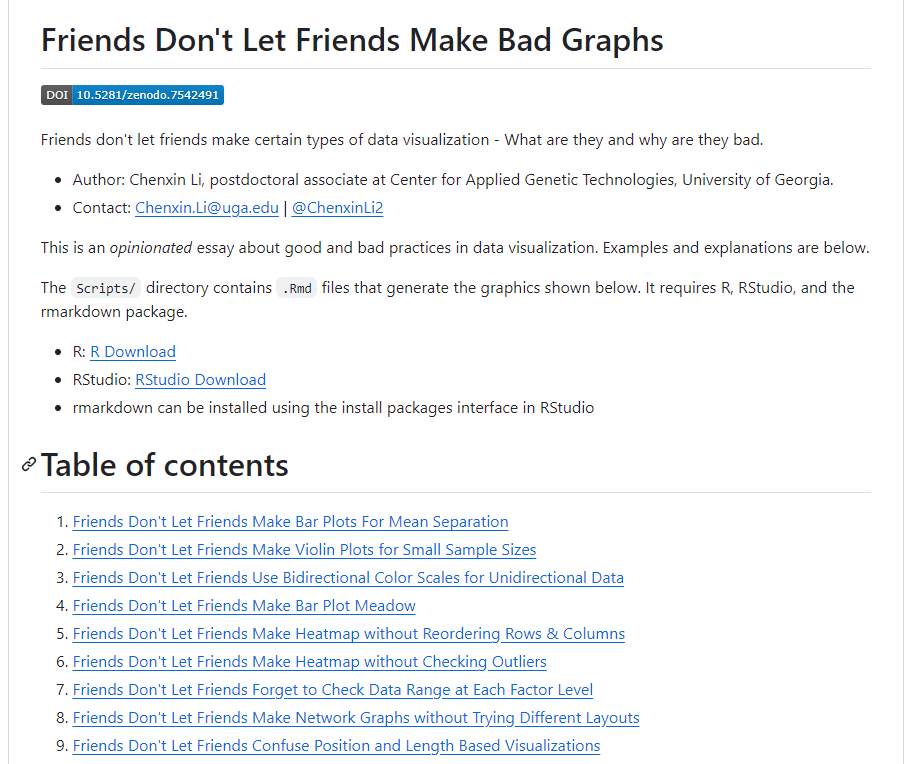 Friends Don't Let Friends Make Bad Graphs
DOI 10.5281/zenodo.7542491
Friends don't let friends make certain types of data visualization - What are they and why are they bad.
• Author: Chenxin Li, postdoctoral associate at Center for Applied Genetic Technologies, University of Georgia.
• Contact: Chenxin.Li@uga.edu | @ChenxinLi2
This is an opinionated essay about good and bad practices in data visualization. Examples and explanations are below.
The Scripts/ directory contains .Rmd files that generate the graphics shown below. It requires R, RStudio, and the
rmarkdown package.
• R: R Download
• RStudio: RStudio Download
• rmarkdown can be installed using the install packages interface in RStudio
Table of contents
1. Friends Don't Let Friends Make Bar Plots For Mean Separation
2. Friends Don't Let Friends Make Violin Plots for Small Sample Sizes
3. Friends Don't Let Friends Use Bidirectional Color Scales for Unidirectional Data
4. Friends Don't Let Friends Make Bar Plot Meadow
5. Friends Don't Let Friends Make Heatmap without Reordering Rows & Columns
6. Friends Don't Let Friends Make Heatmap without Checking Outliers
7. Friends Don't Let Friends Forget to Check Data Range at Each Factor Level
8. Friends Don't Let Friends Make Network Graphs without Trying Different Layouts
9. Friends Don't Let Friends Confuse Position and Length Based Visualizations